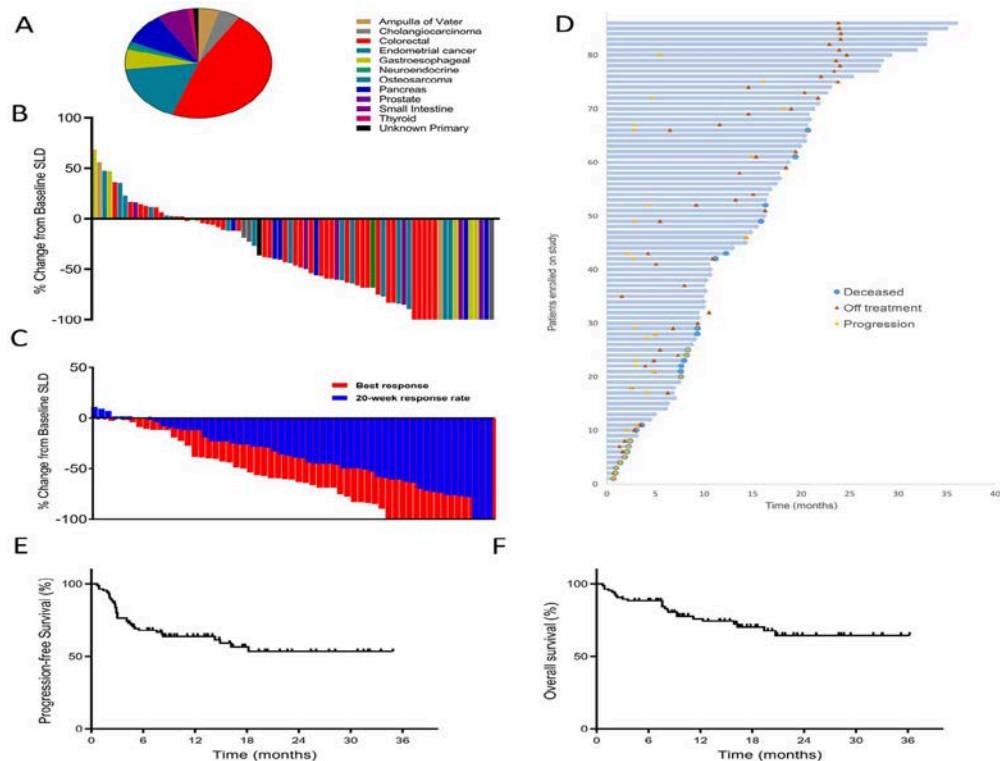 A
Ampulla of Vater
Cholangiocarcinoma
Colorectal
Endometrial cancer
Gastroesophageal
Neuroendocrine
Osteosarcoma
Pancreas
Prostate
Small Intestine
Thyroid
Unknown Primary
B
% Change from Baseline SLD
100
50
0
-50
-100
C
% Change from Baseline SLD
50
0
-50
-100
Best response
20-week response rate
D
Patients enrolled on study
80
70
60
50
40
30
20
10
0
Deceased
Off treatment
Progression
0 5 10 15 20 25 30 35 40
Time (months)
E
Progression-free Survival (%)
100
50
0
0 6 12 18 24 30 36
Time (months)
F
Overall survival (%)
100
50
0
0 6 12 18 24 30 36
Time (months)